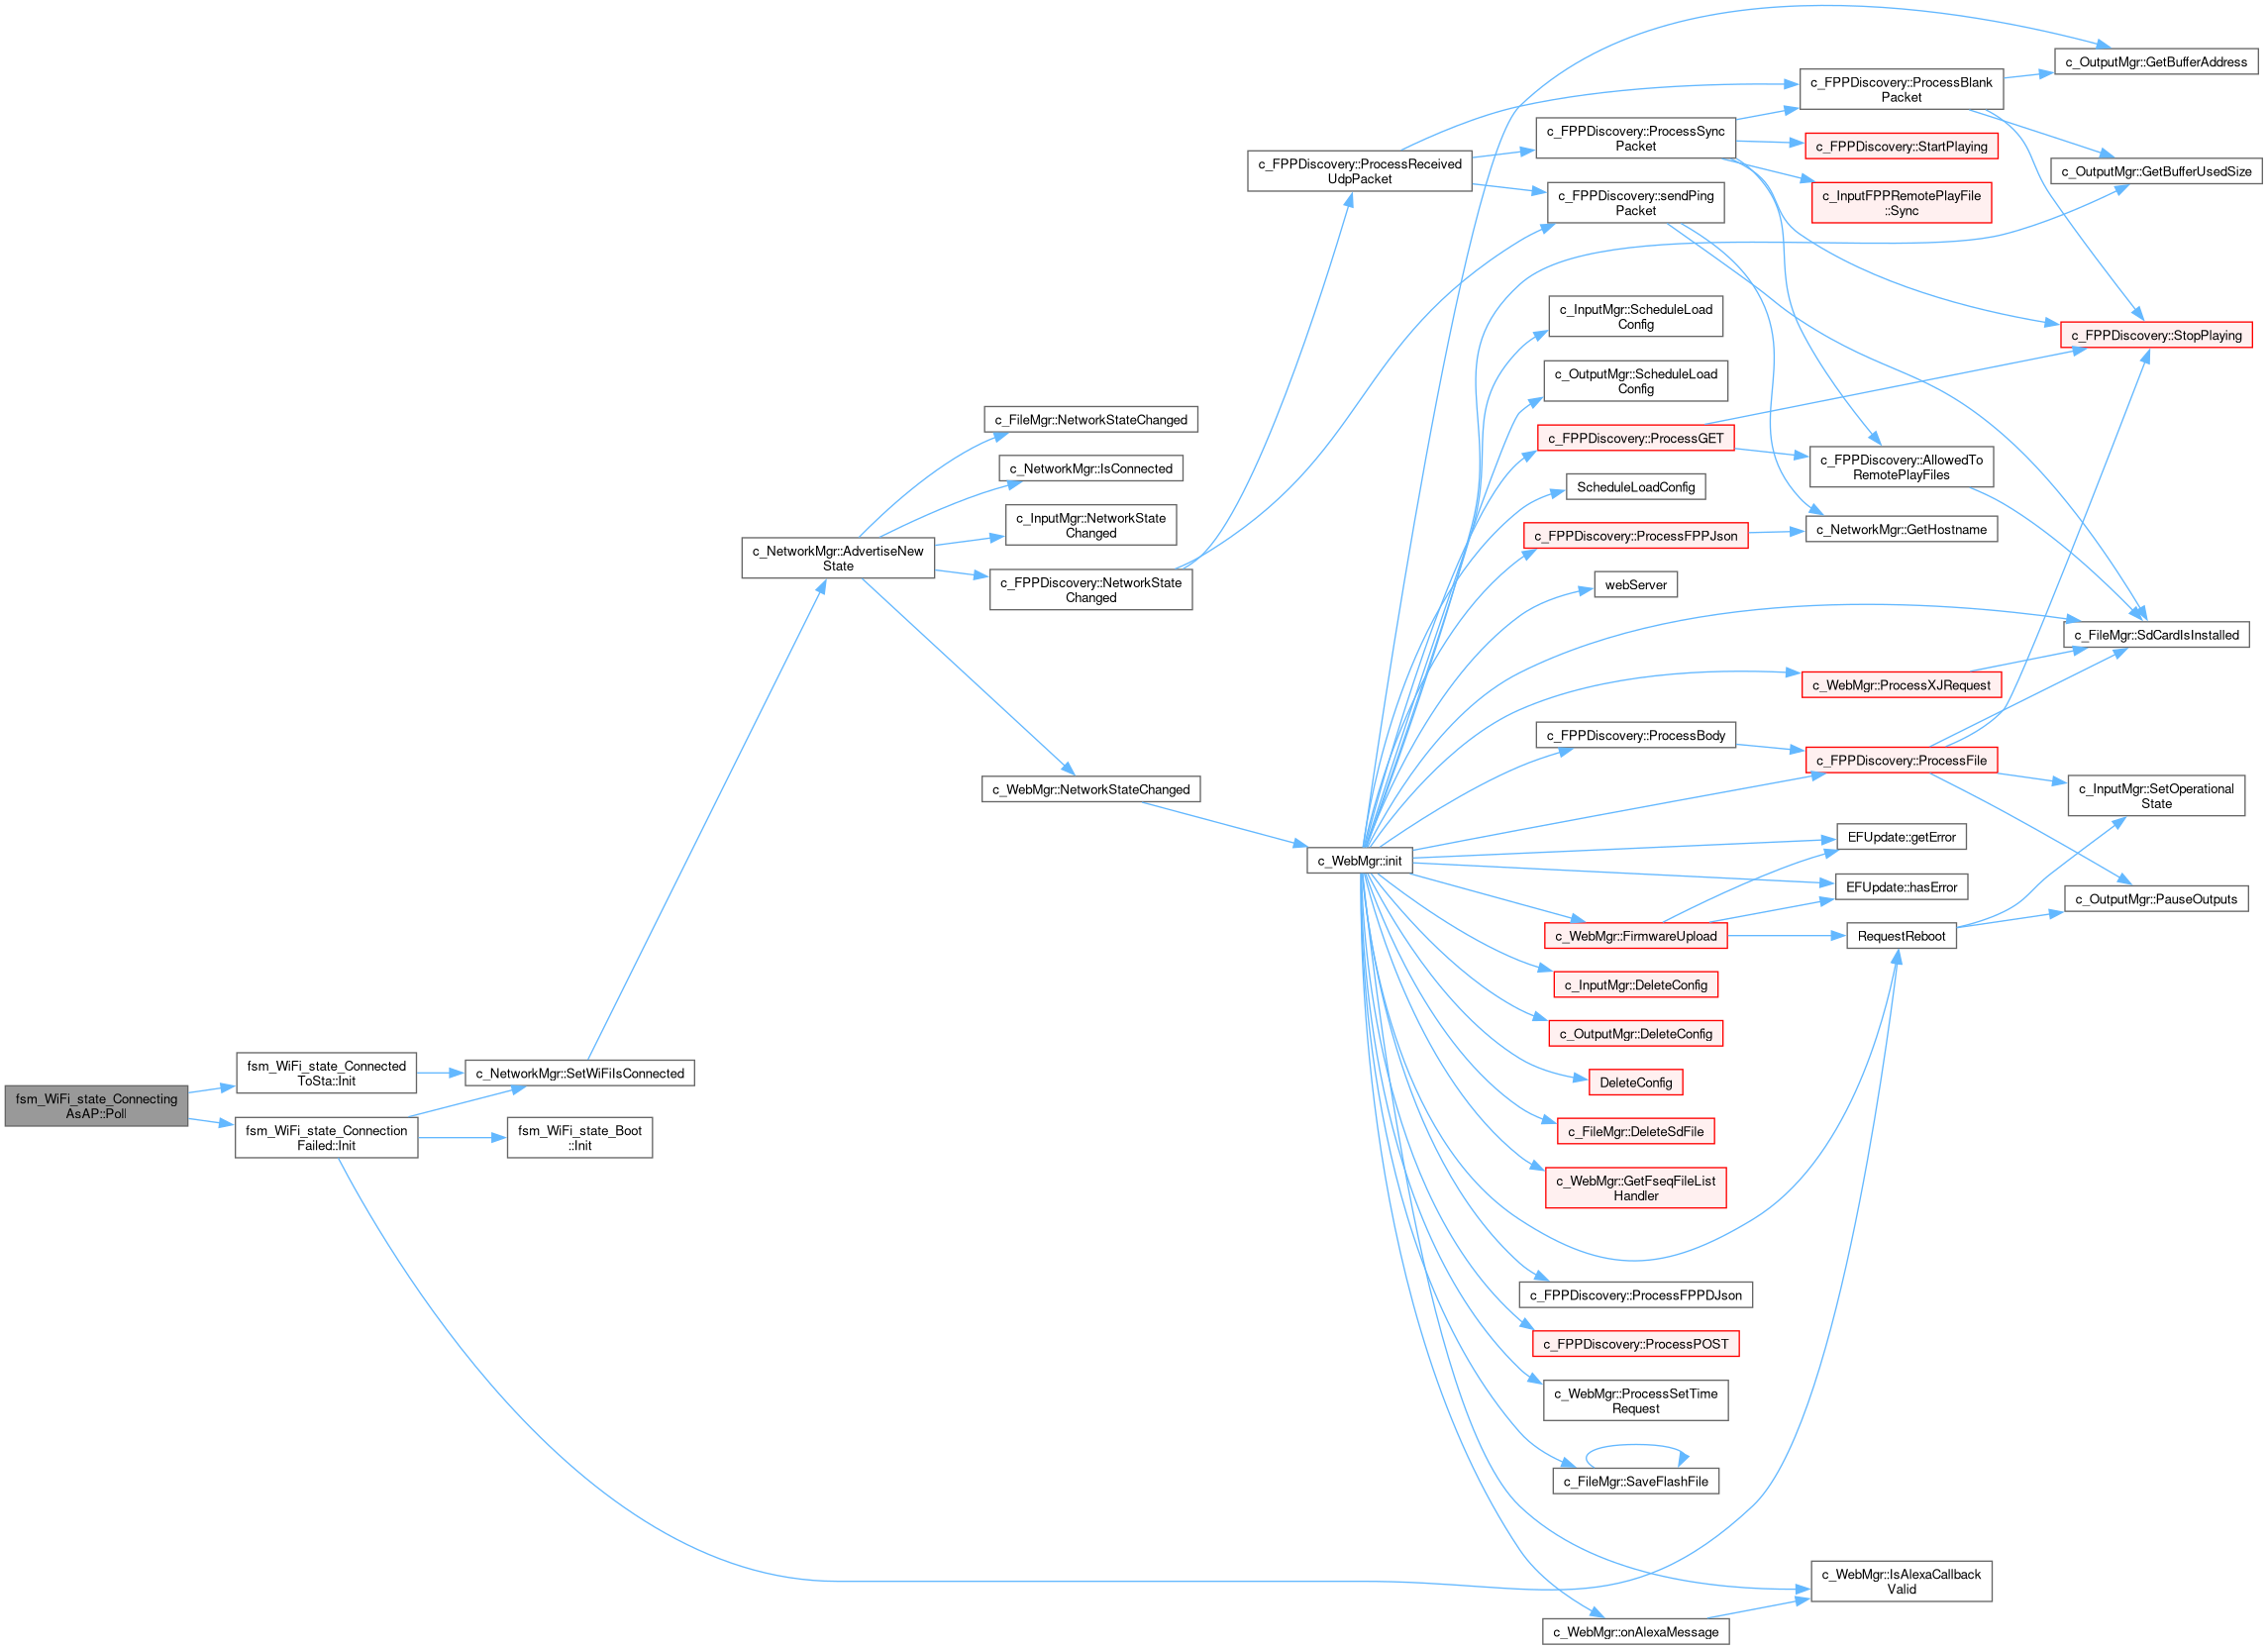 fsm_WiFi_state_Connecting
AsAP::Poll
fsm_WiFi_state_Connected
ToSta::Init
fsm_WiFi_state_Connection
Failed::Init
c_NetworkMgr::SetWiFiIsConnected
fsm_WiFi_state_Boot
::Init
c_NetworkMgr::AdvertiseNew
State
c_FileMgr::NetworkStateChanged
c_NetworkMgr::IsConnected
c_InputMgr::NetworkState
Changed
c_FPPDiscovery::NetworkState
Changed
c_WebMgr::NetworkStateChanged
c_FPPDiscovery::ProcessReceived
UdpPacket
c_WebMgr::init
c_FPPDiscovery::ProcessSync
Packet
c_FPPDiscovery::sendPing
Packet
c_InputMgr::ScheduleLoad
Config
c_OutputMgr::ScheduleLoad
Config
c_FPPDiscovery::ProcessGET
ScheduleLoadConfig
c_FPPDiscovery::ProcessFPPJson
webServer
c_FPPDiscovery::ProcessBody
c_WebMgr::FirmwareUpload
c_InputMgr::DeleteConfig
c_OutputMgr::DeleteConfig
DeleteConfig
c_FileMgr::DeleteSdFile
c_WebMgr::GetFseqFileList
Handler
c_FPPDiscovery::ProcessFPPDJson
c_FPPDiscovery::ProcessPOST
c_WebMgr::ProcessSetTime
Request
c_FileMgr::SaveFlashFile
c_WebMgr::onAlexaMessage
c_FPPDiscovery::ProcessBlank
Packet
c_FPPDiscovery::StartPlaying
c_InputFPPRemotePlayFile
::Sync
c_FPPDiscovery::AllowedTo
RemotePlayFiles
c_NetworkMgr::GetHostname
c_WebMgr::ProcessXJRequest
c_FPPDiscovery::ProcessFile
EFUpdate::getError
EFUpdate::hasError
RequestReboot
c_WebMgr::IsAlexaCallback
Valid
c_OutputMgr::GetBufferAddress
c_OutputMgr::GetBufferUsedSize
c_FPPDiscovery::StopPlaying
c_FileMgr::SdCardIsInstalled
c_InputMgr::SetOperational
State
c_OutputMgr::PauseOutputs